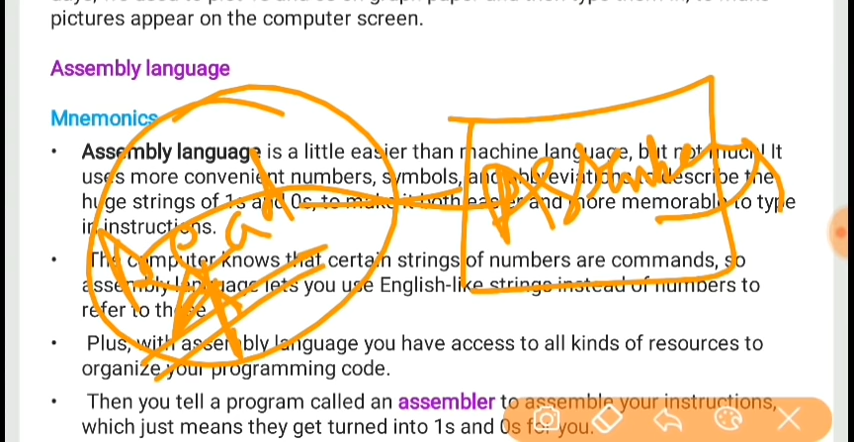 pictures appear on the computer screen.
Assembly language
Mnemonics
• Assembly language is a little easier than machine language, but not much! It
uses more convenient numbers, symbols, and abbreviations to describe the
huge strings of 1s and 0s, to make it both easier and more memorable to type
in instructions.
• The computer knows that certain strings of numbers are commands, so
assembly language lets you use English-like strings instead of numbers to
refer to these.
• Plus, with assembly language you have access to all kinds of resources to
organize your programming code.
• Then you tell a program called an assembler to assemble your instructions,
which just means they get turned into 1s and 0s for you.